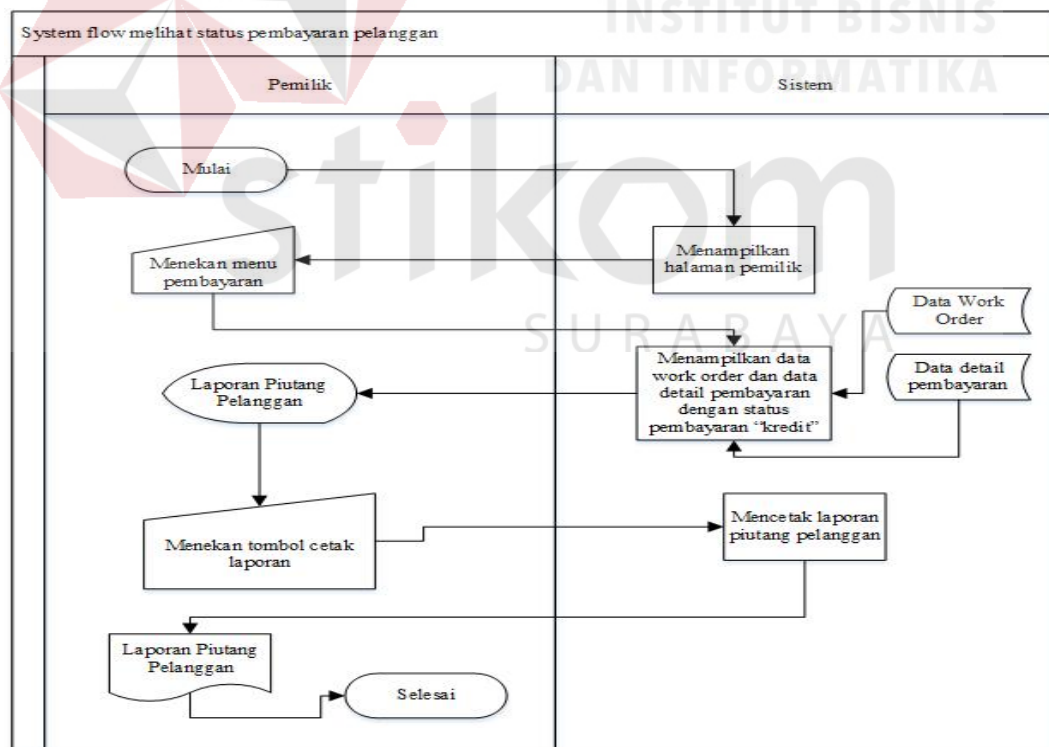 INSTITUT BISNIS
DAN INFORMATIKA
stikom
SURABAYA
System flow melihat status pembayaran pelanggan
Pemilik
Sistem
Mulai
Menampilkan
halaman pemilik
Menekan menu
pembayaran
Data Work
Order
Menampilkan data
work order dan data
detail pembayaran
dengan status
pembayaran “kredit”
Data detail
pembayaran
Laporan Piutang
Pelanggan
Menekan tombol cetak
laporan
Mencetak laporan
piutang pelanggan
Laporan Piutang
Pelanggan
Selesai